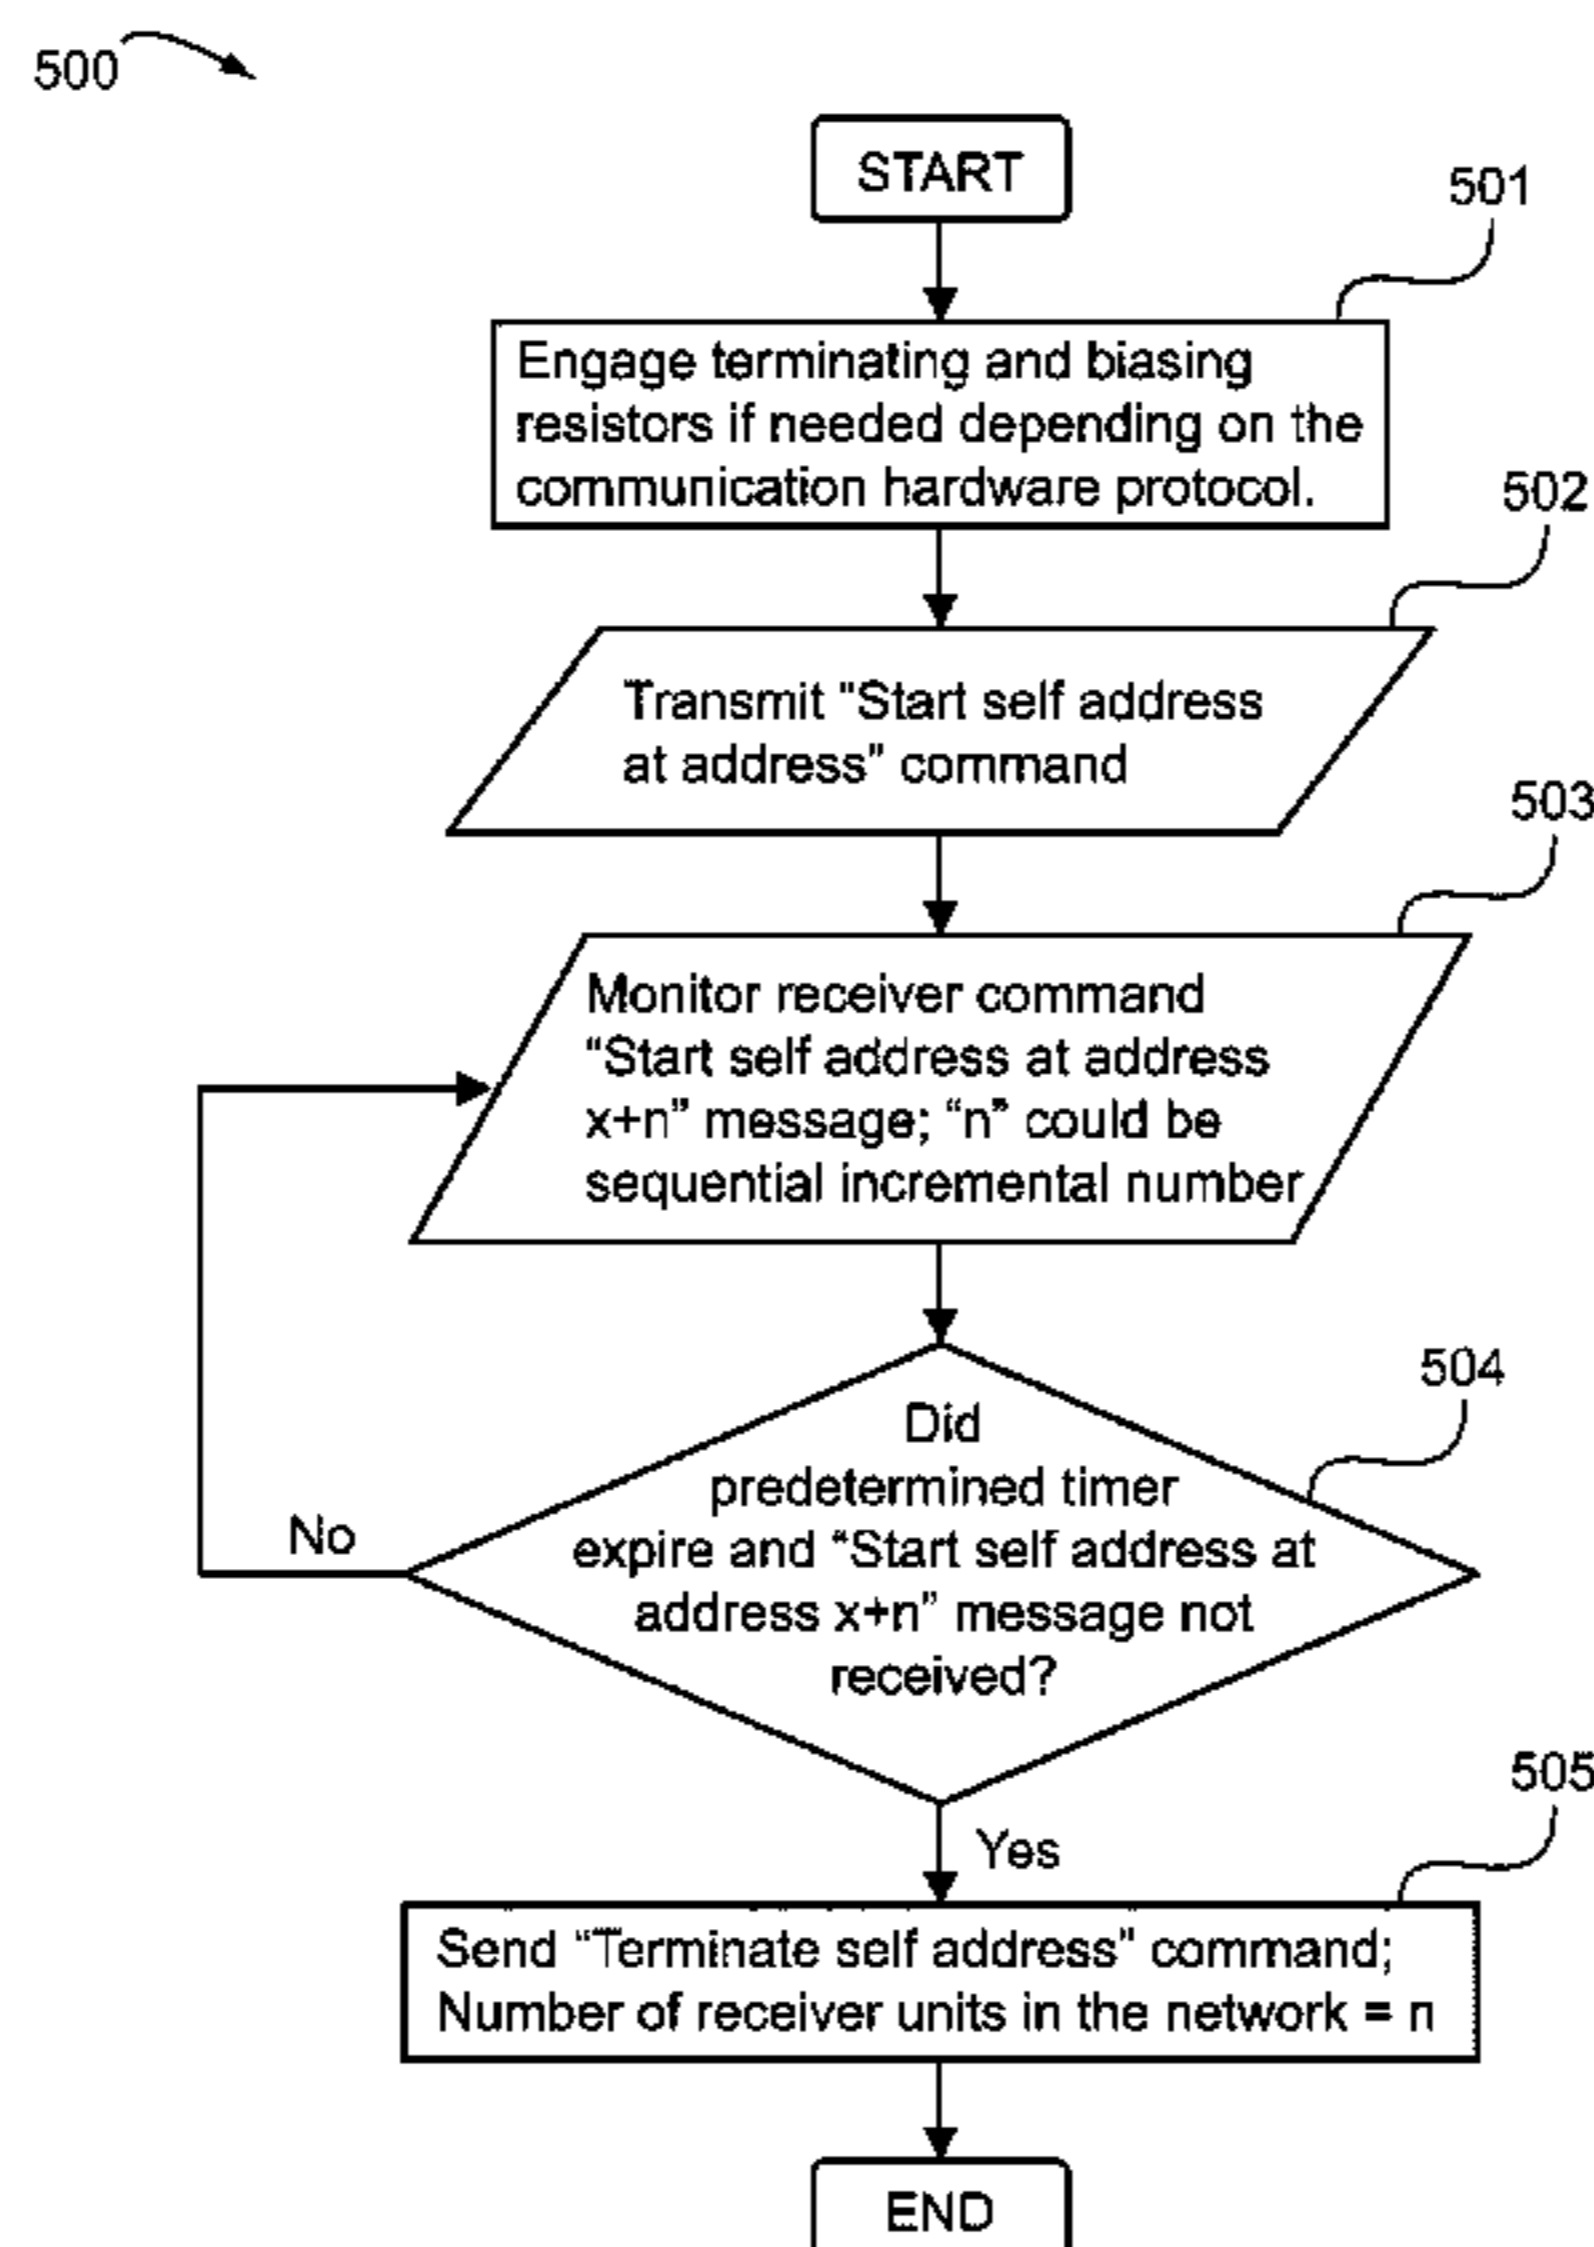 500
START
501
Engage terminating and biasing
resistors if needed depending on the
communication hardware protocol.
502
Transmit "Start self address
at address” command
503
Monitor receiver command
“Start self address at address
x+n” message; “n” could be
sequential incremental number
504
Did
predetermined timer
expire and “Start self address at
address x+n” message not
received?
No
Yes
505
Send “Terminate self address” command;
Number of receiver units in the network = n
END